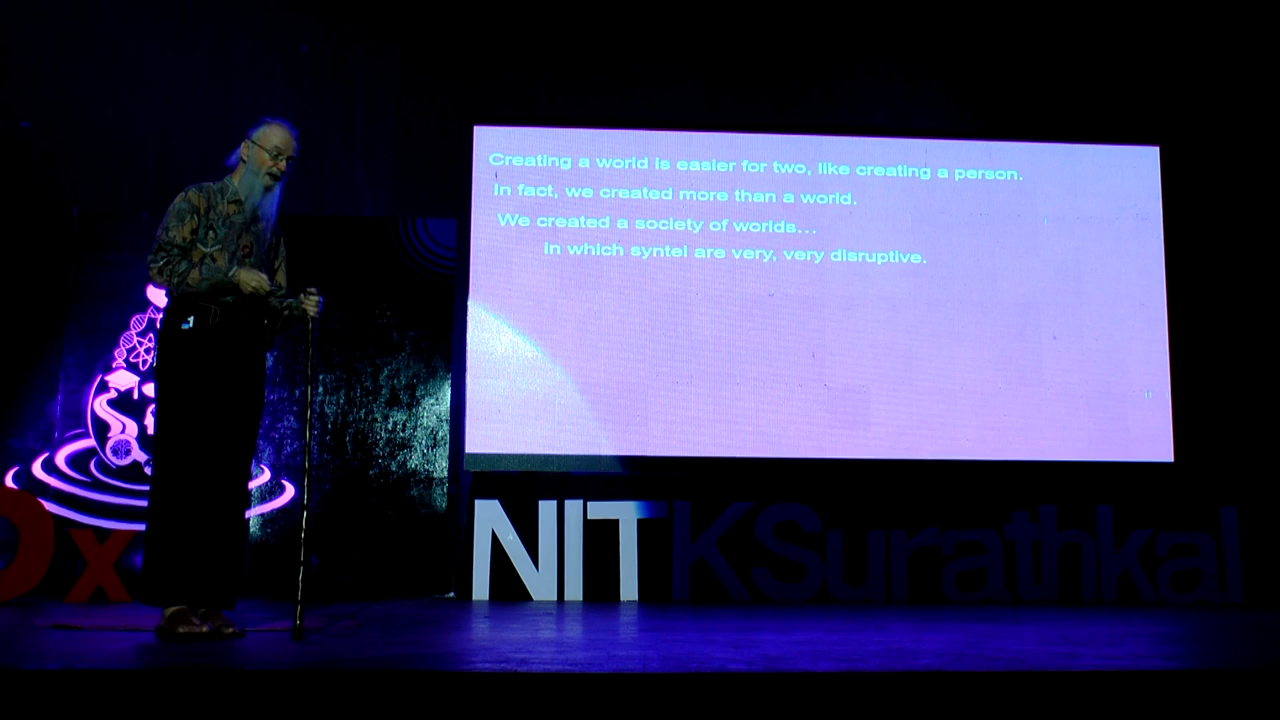 Creating a world is easier for two, like creating a person.
In fact, we created more than a world.
We created a society of worlds...
In which syntel are very, very disruptive.
Dx
NITKSurathkal